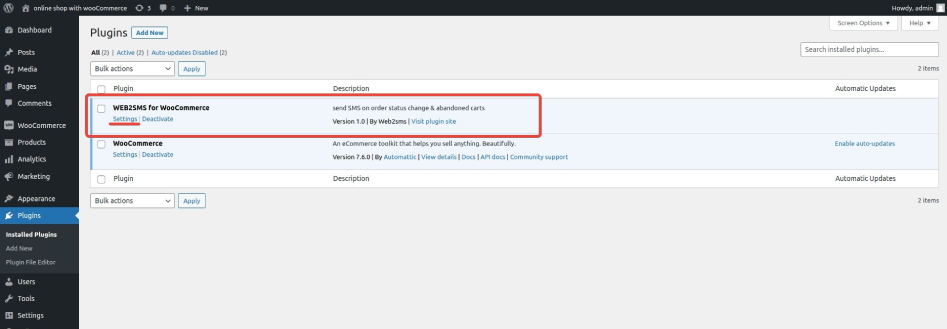 online shop with wooCommerce 3 0 + New Howdy, admin
Screen Options ▼ Help ▼
Dashboard
Posts
Media
Pages
Comments
WooCommerce
Products
Analytics
Marketing
Appearance
Plugins
Installed Plugins
Add New
Plugin File Editor
Users
Tools
Settings
Plugins Add New
All (2) | Active (2) | Auto-updates Disabled (2)
Search installed plugins...
Bulk actions Apply 2 items
Plugin Description Automatic Updates
WEB2SMS for WooCommerce send SMS on order status change & abandoned carts
Settings | Deactivate Version 1.0 | By Web2sms | Visit plugin site
WooCommerce An eCommerce toolkit that helps you sell anything. Beautifully. Enable auto-updates
Settings | Deactivate Version 7.6.0 | By Automattic | View details | Docs | API docs | Community support
Plugin Description Automatic Updates
Bulk actions Apply 2 items